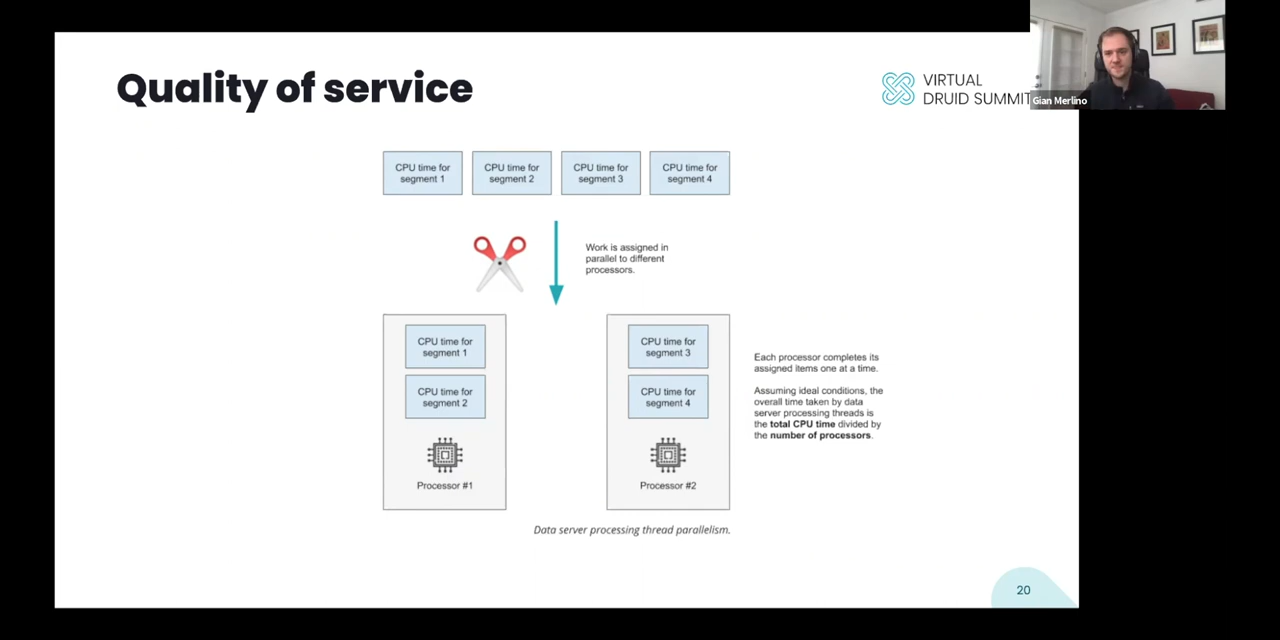 Quality of service
VIRTUAL
DRUID SUMMIT
Gian Merlino
CPU time for
segment 1
CPU time for
segment 2
CPU time for
segment 3
CPU time for
segment 4
Work is assigned in
parallel to different
processors.
CPU time for
segment 1
CPU time for
segment 2
Processor #1
CPU time for
segment 3
CPU time for
segment 4
Processor #2
Each processor completes its
assigned items one at a time.
Assuming ideal conditions, the
overall time taken by data
server processing threads is
the total CPU time divided by
the number of processors.
Data server processing thread parallelism.
20